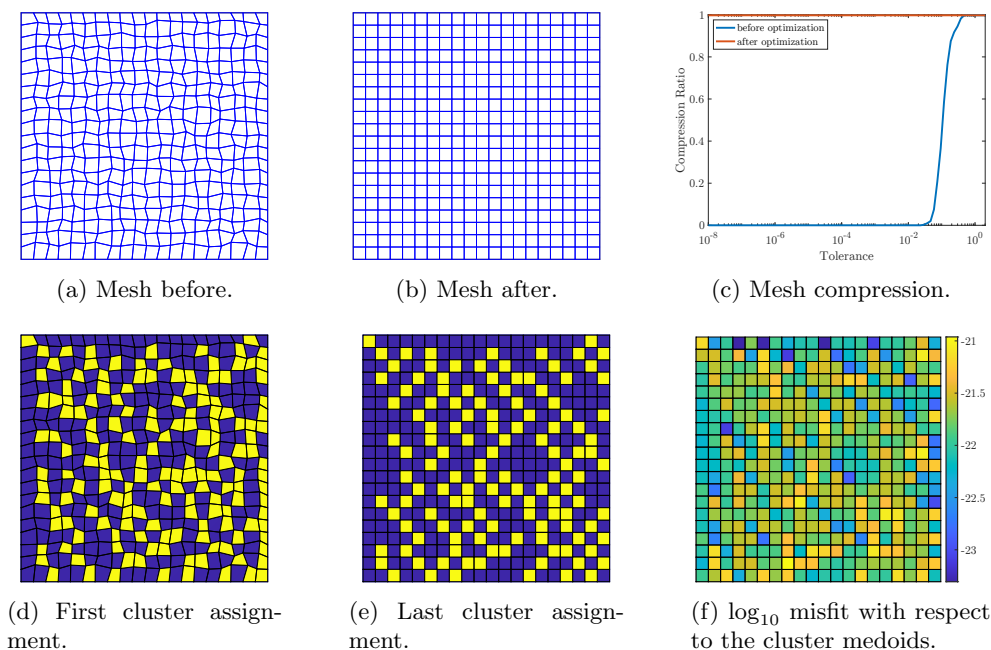 1
0.8
0.6
0.4
0.2
0
before optimization
after optimization
Compression Ratio
10^-8
10^-6
10^-4
10^-2
10^0
Tolerance
(a) Mesh before.
(b) Mesh after.
(c) Mesh compression.
-21
-21.5
-22
-22.5
-23
(d) First cluster assign-
ment.
(e) Last cluster assign-
ment.
(f) log₁₀ misfit with respect
to the cluster medoids.